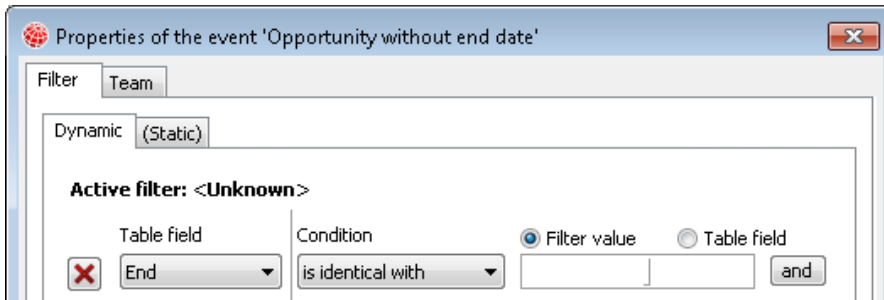 Properties of the event 'Opportunity without end date'
Filter Team
Dynamic (Static)
Active filter: <Unknown>
Table field Condition Filter value Table field
End is identical with and